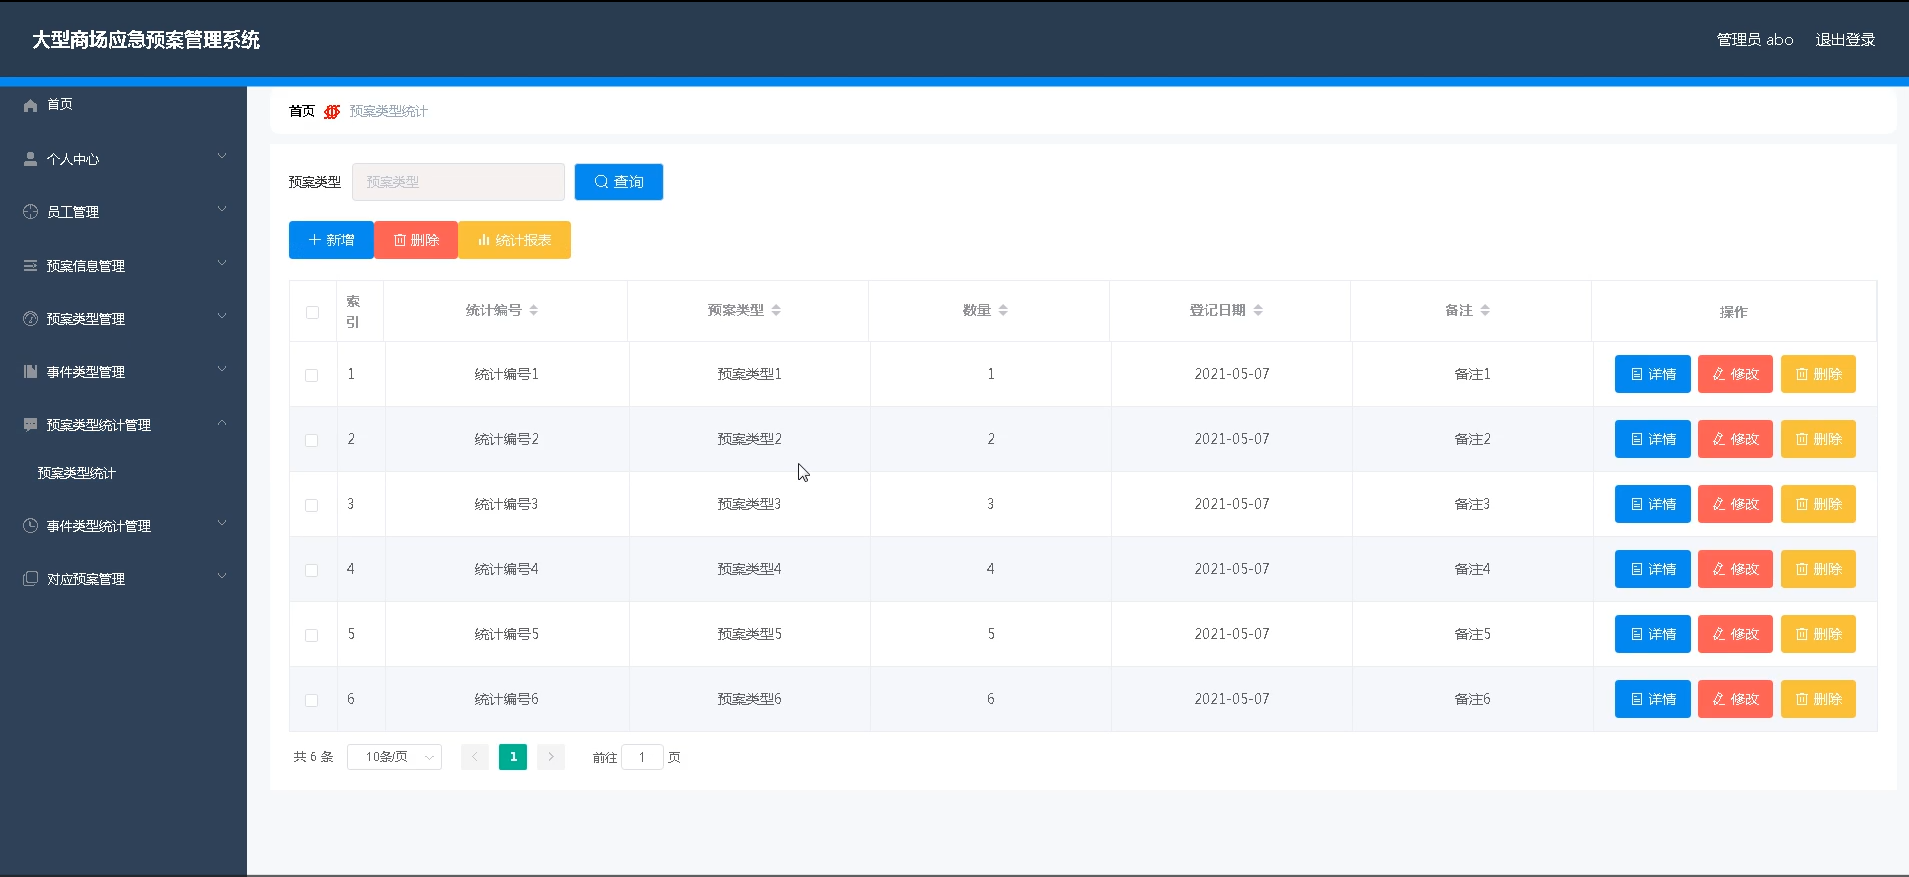 大型商场应急预案管理系统
管理员 abo 退出登录
首页
个人中心
员工管理
预案信息管理
预案类型管理
事件类型管理
预案类型统计管理
预案类型统计
事件类型统计管理
对应预案管理
首页 预案类型统计
预案类型 预案类型 查询
新增 删除 统计报表
索引 统计编号 预案类型 数量 登记日期 备注 操作
1 统计编号1 预案类型1 1 2021-05-07 备注1 详情 修改 删除
2 统计编号2 预案类型2 2 2021-05-07 备注2 详情 修改 删除
3 统计编号3 预案类型3 3 2021-05-07 备注3 详情 修改 删除
4 统计编号4 预案类型4 4 2021-05-07 备注4 详情 修改 删除
5 统计编号5 预案类型5 5 2021-05-07 备注5 详情 修改 删除
6 统计编号6 预案类型6 6 2021-05-07 备注6 详情 修改 删除
共 6 条 10条/页 1 前往 1 页